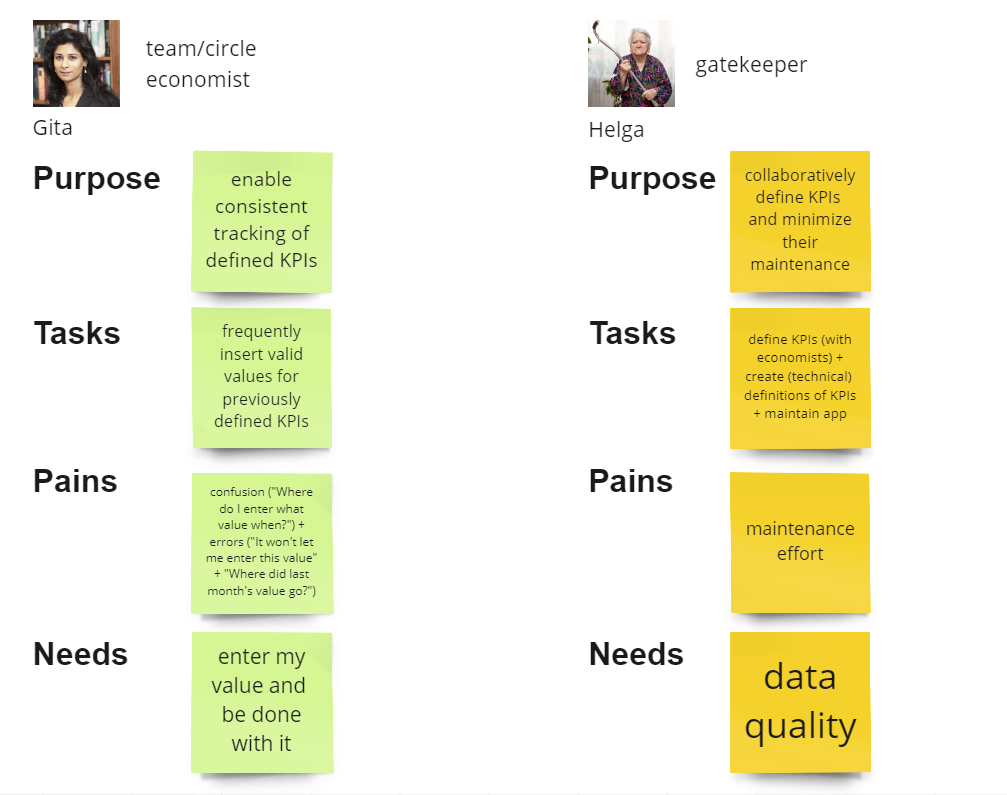 team/circle
economist
Gita
Purpose
enable
consistent
tracking of
defined KPIs
Tasks
frequently
insert valid
values for
previously
defined KPIs
Pains
confusion ("Where
do I enter what
value when?") +
errors ("It won't let
me enter this value"
+ "Where did last
month's value go?")
Needs
enter my
value and
be done
with it
gatekeeper
Helga
Purpose
collaboratively
define KPIs
and minimize
their
maintenance
Tasks
define KPIs (with
economists) +
create (technical)
definitions of KPIs
+ maintain app
Pains
maintenance
effort
Needs
data
quality